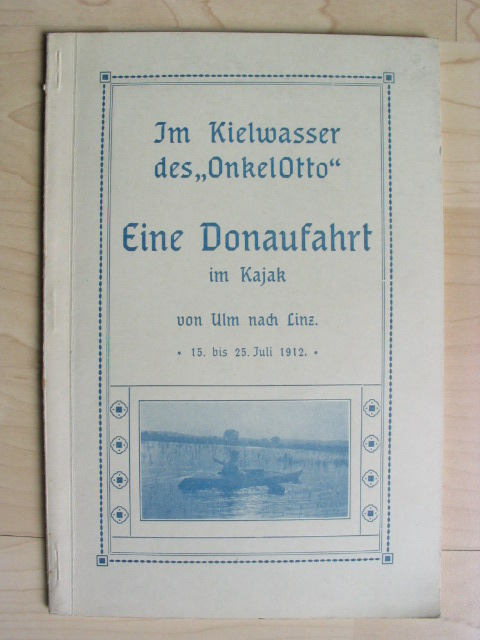 Im Kielwasser
des „OnkelOtto“
Eine Donaufahrt
im Kajak
von Ulm nach Linz.
• 15. bis 25. Juli 1912. •